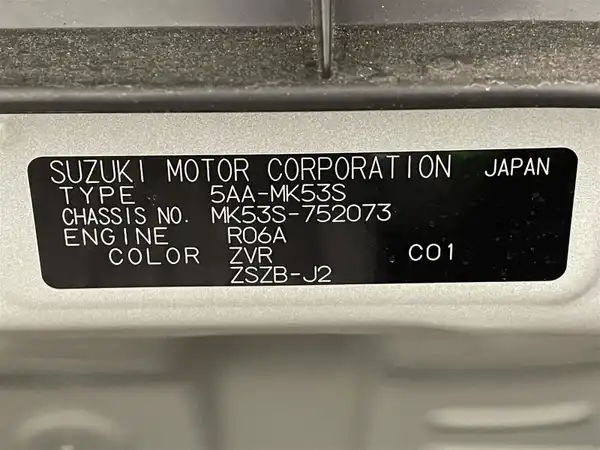 SUZUKI MOTOR CORPORATION JAPAN
TYPE 5AA-MK53S
CHASSIS NO. MK53S-752073
ENGINE R06A
COLOR ZVR C01
ZSZB-J2